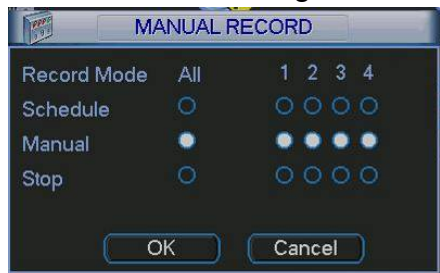 MANUAL RECORD
Record Mode All 1 2 3 4
Schedule
Manual
Stop
OK Cancel